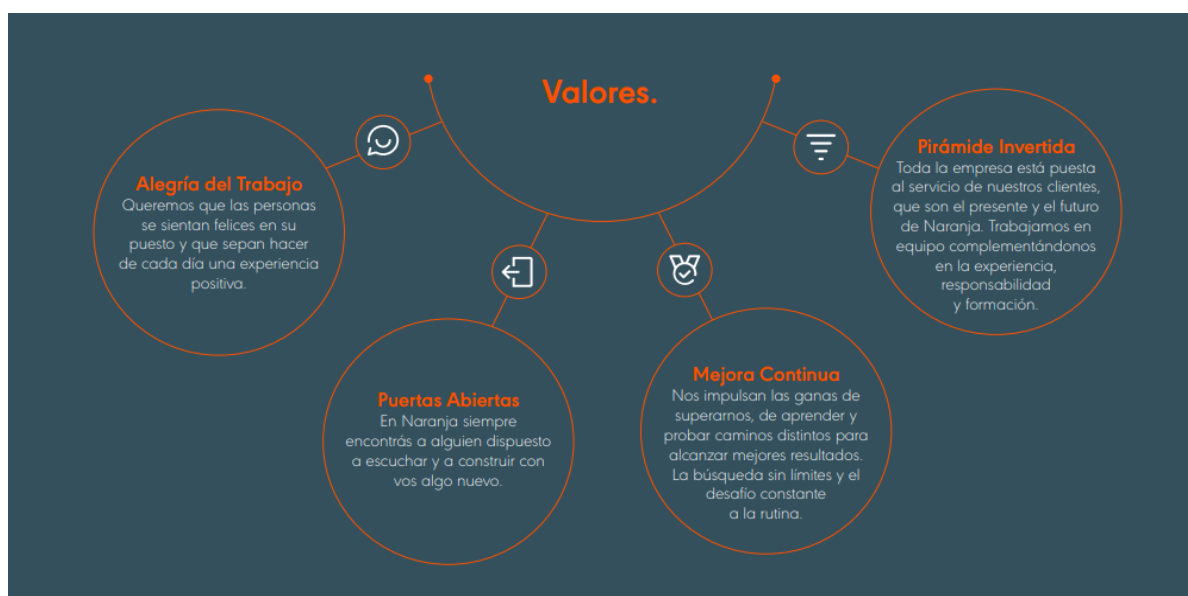 Valores.
Alegría del Trabajo
Queremos que las personas
se sientan felices en su
puesto y que sepan hacer
de cada día una experiencia
positiva.
Puertas Abiertas
En Naranja siempre
encontrás a alguien dispuesto
a escuchar y a construir con
vos algo nuevo.
Mejora Continua
Nos impulsan las ganas de
superarnos, de aprender y
probar caminos distintos para
alcanzar mejores resultados.
La búsqueda sin límites y el
desafío constante
a la rutina.
Pirámide Invertida
Toda la empresa está puesta
al servicio de nuestros clientes,
que son el presente y el futuro
de Naranja. Trabajamos en
equipo complementándonos
en la experiencia,
responsabilidad
y formación.